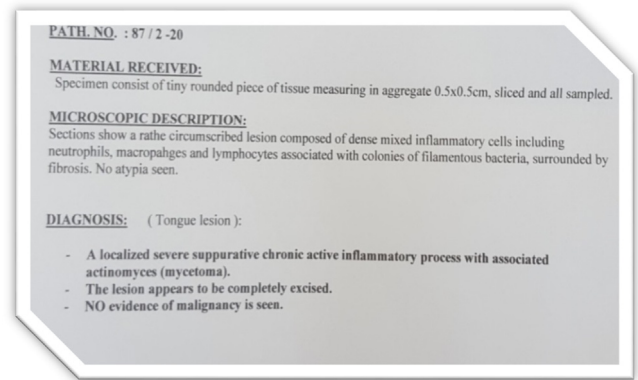 PATH. NO. : 87 / 2 -20
MATERIAL RECEIVED:
Specimen consist of tiny rounded piece of tissue measuring in aggregate 0.5x0.5cm, sliced and all sampled.
MICROSCOPIC DESCRIPTION:
Sections show a rathe circumscribed lesion composed of dense mixed inflammatory cells including
neutrophils, macropahges and lymphocytes associated with colonies of filamentous bacteria, surrounded by
fibrosis. No atypia seen.
DIAGNOSIS: ( Tongue lesion ):
- A localized severe suppurative chronic active inflammatory process with associated
actinomyces (mycetoma).
- The lesion appears to be completely excised.
- NO evidence of malignancy is seen.